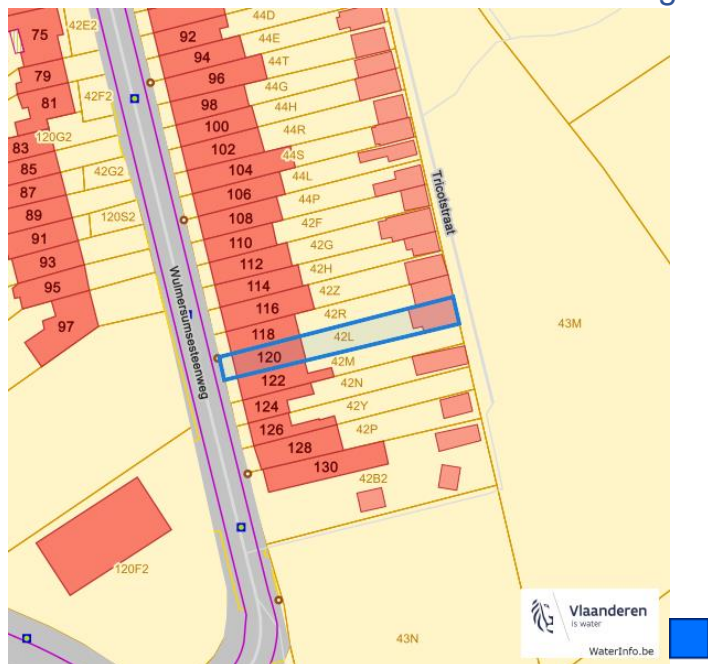 75
79
81
83
85
87
89
91
93
95
97
42E2
42F2
120G2
42G2
120S2
92
94
96
98
100
102
104
106
108
110
112
114
116
118
120
122
124
126
128
130
44D
44E
44T
44G
44H
44R
44S
44L
44P
42F
42G
42H
42Z
42R
42L
42M
42N
42Y
42P
42B2
Wulmersumsesteenweg
Tricotstraat
43M
120F2
43N
Vlaanderen
is water
WaterInfo.be